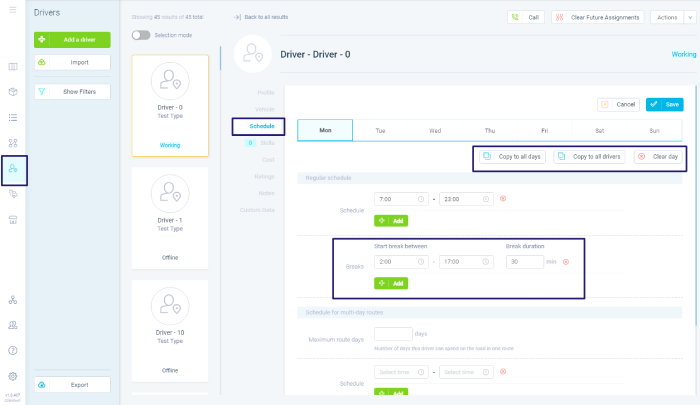 Drivers
Showing 45 results of 45 total
Back to all results
Call
Clear Future Assignments
Actions
Add a driver
Import
Show Filters
Export
Selection mode
Driver - 0
Test Type
Working
Driver - 1
Test Type
Offline
Driver - 10
Test Type
Offline
Driver - Driver - 0
Working
Profile
Vehicle
Schedule
0 Skills
Cost
Ratings
Notes
Custom data
Cancel
Save
Mon Tue Wed Thu Fri Sat Sun
Copy to all days
Copy to all drivers
Clear day
Regular schedule
Schedule
7:00 - 23:00
Add
Start break between
Break duration
Breaks
2:00 - 17:00
30 min
Add
Schedule for multi-day routes
Maximum route days
days
Number of days this driver can spend on the road in one route
Schedule
Select time - Select time
Add